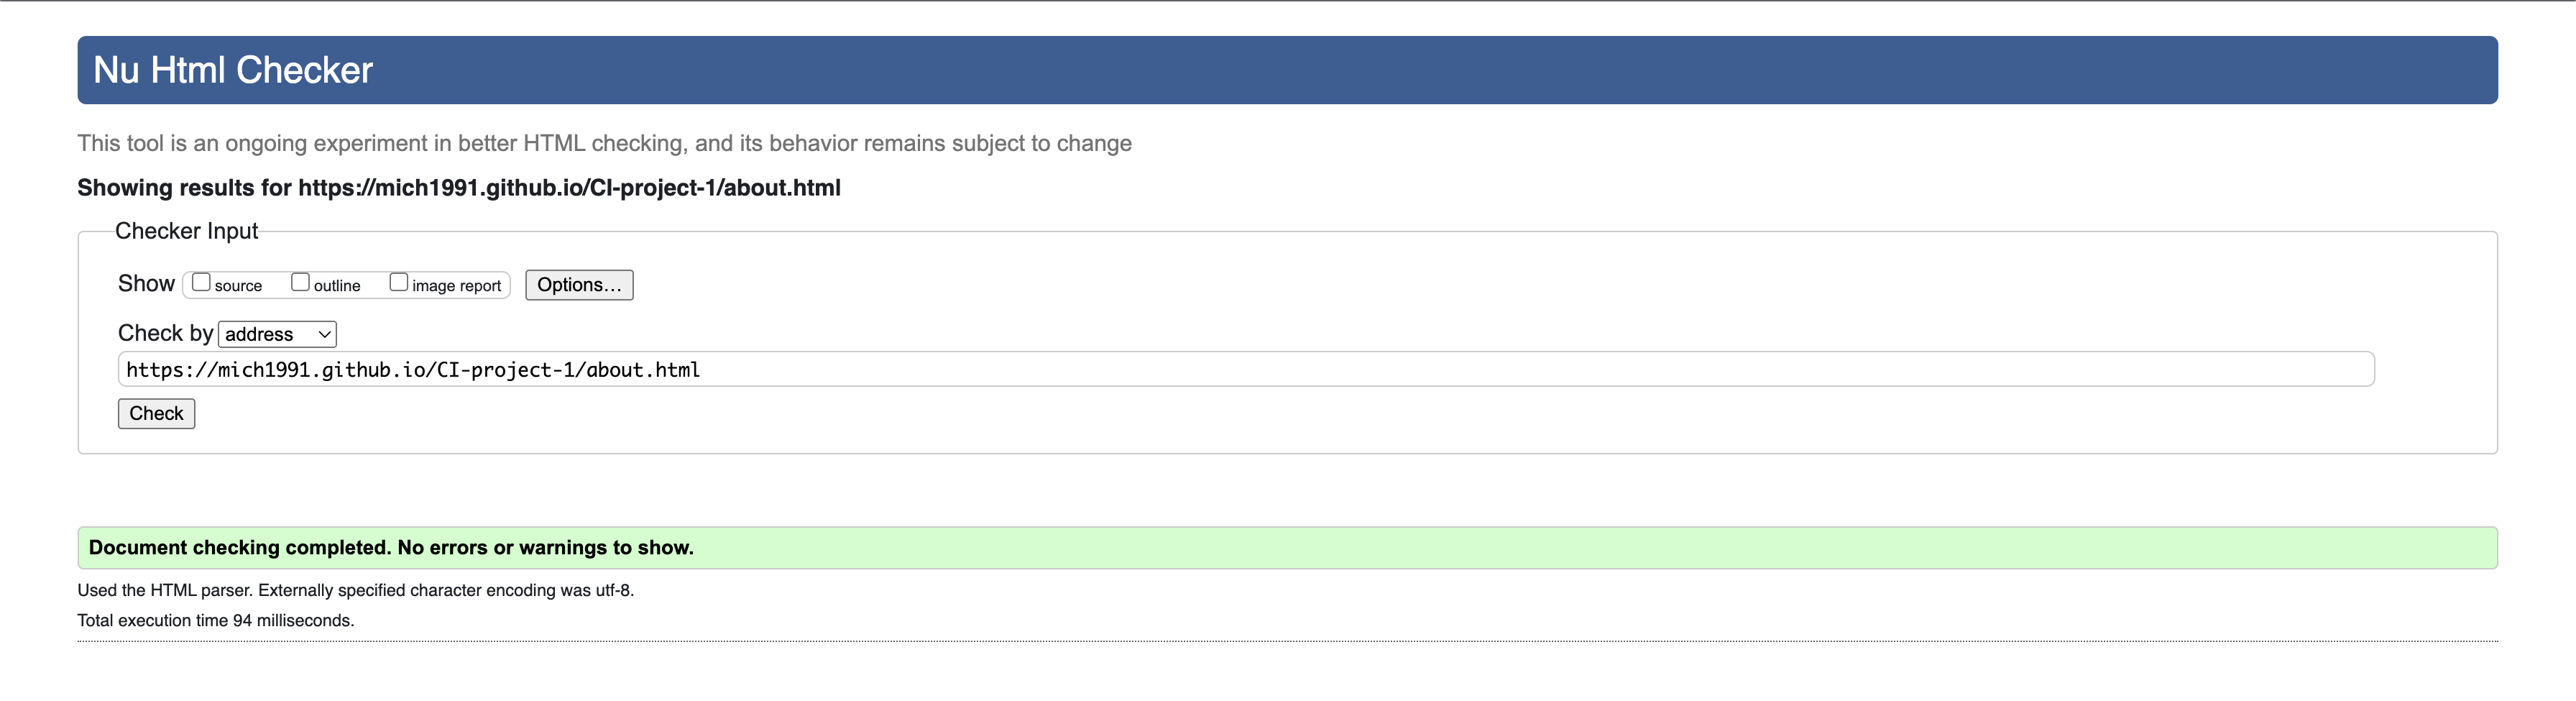 Nu Html Checker
This tool is an ongoing experiment in better HTML checking, and its behavior remains subject to change
Showing results for https://mich1991.github.io/CI-project-1/about.html
Checker Input
Show source outline image report Options...
Check by address
https://mich1991.github.io/CI-project-1/about.html
Check
Document checking completed. No errors or warnings to show.
Used the HTML parser. Externally specified character encoding was utf-8.
Total execution time 94 milliseconds.